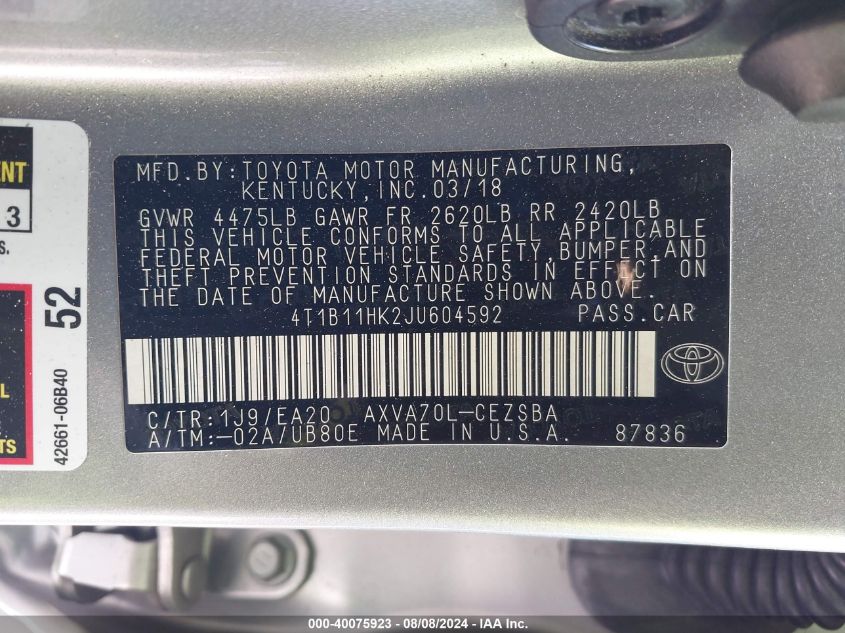 ENT
3
S.
52
42661-06B40
L
TS
MFD.BY:TOYOTA MOTOR MANUFACTURING,
KENTUCKY,INC.03/18
GVWR 4475LB GAWR FR 2620LB RR 2420LB
THIS VEHICLE CONFORMS TO ALL APPLICABLE
FEDERAL MOTOR VEHICLE SAFETY,BUMPER,AND
THEFT PREVENTION STANDARDS IN EFFECT ON
THE DATE OF MANUFACTURE SHOWN ABOVE.
4T1B11HK2JU604592 PASS.CAR
C/TR:1J9/EA20 AXVA70L-CEZSBA
A/TM:-02A/UB80E MADE IN U.S.A. 87836
000-40075923 - 08/08/2024 - IAA Inc.